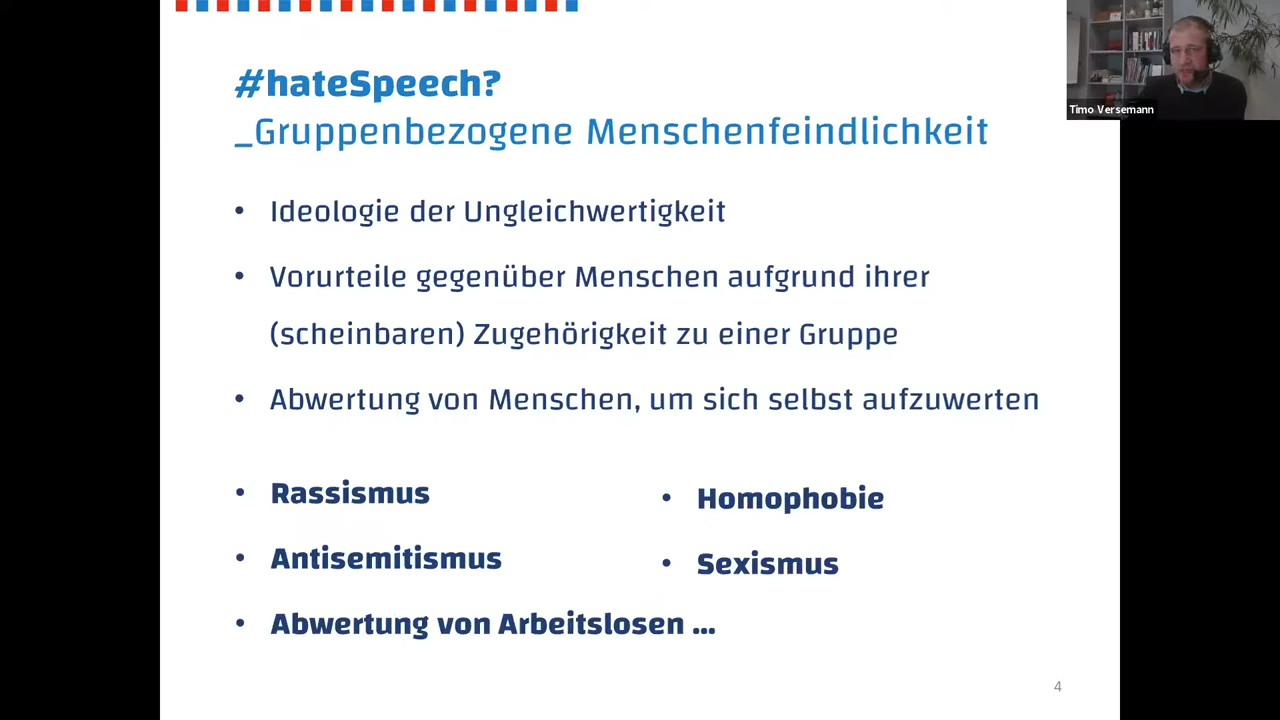 #hateSpeech?
_Gruppenbezogene Menschenfeindlichkeit
Timo Versemann
• Ideologie der Ungleichwertigkeit
• Vorurteile gegenüber Menschen aufgrund ihrer
(scheinbaren) Zugehörigkeit zu einer Gruppe
• Abwertung von Menschen, um sich selbst aufzuwerten
• Rassismus
• Antisemitismus
• Abwertung von Arbeitslosen ...
• Homophobie
• Sexismus
4